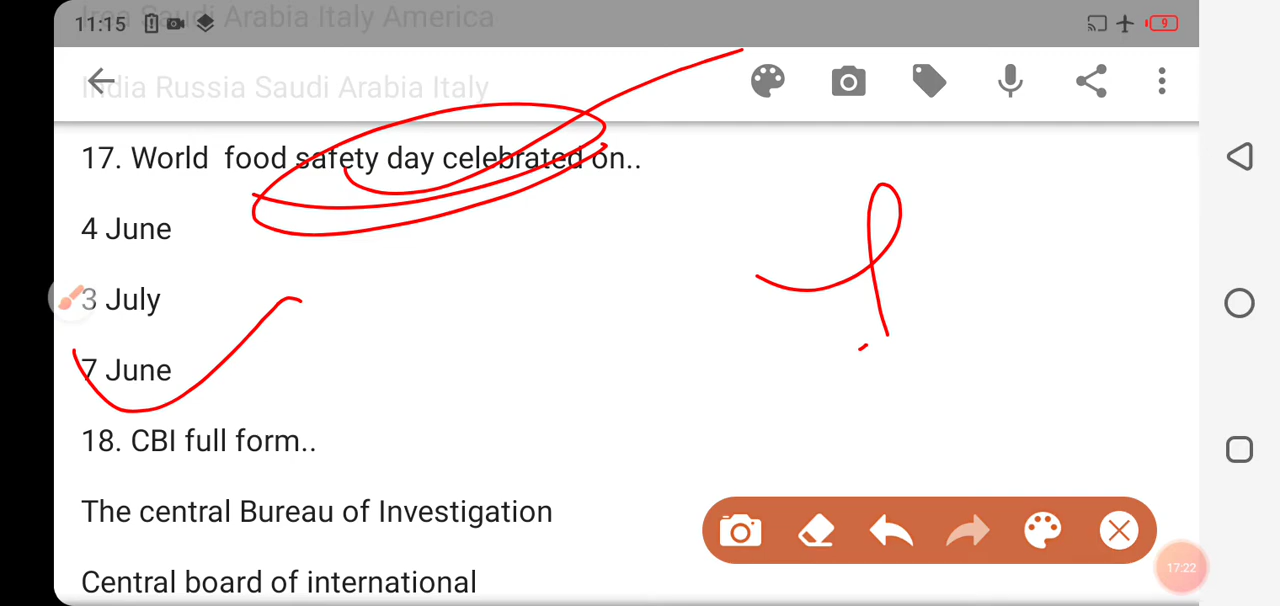 Saudi Arabia Italy America
11:15
9
India Russia Saudi Arabia Italy
17. World food safety day celebrated on..
4 June
3 July
7 June
18. CBI full form..
The central Bureau of Investigation
Central board of international
17:22